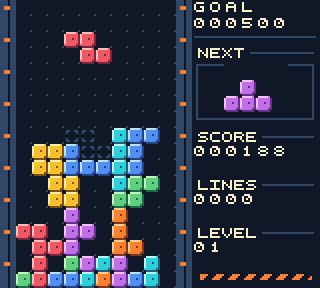 GOAL
000500
NEXT
SCORE
000188
LINES
0000
LEVEL
01